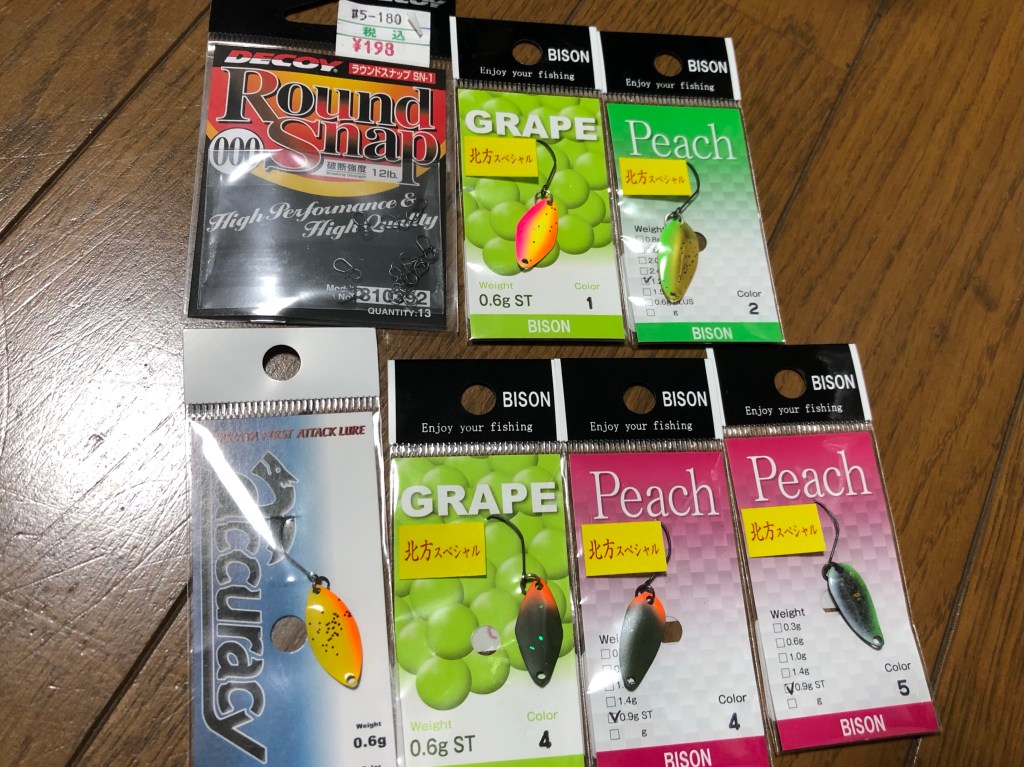 #5-180
税込
¥198
DECOY
ラウンドスナップ SN-1
Round
Snap
000
破断強度
12lb.
High Performance &
High Quality
QUANTITY:13
BISON
Enjoy your fishing
GRAPE
北方スペシャル
Weight
Color
0.6g ST
1
BISON
BISON
Enjoy your fishing
Peach
北方スペシャル
Weight
Color
2
BISON
ATTACK LURE
Accuracy
Weight
0.6g
BISON
Enjoy your fishing
GRAPE
北方スペシャル
Weight
Color
0.6g ST
4
BISON
Enjoy your fishing
Peach
北方スペシャル
1.4g
0.9g ST
g
Color
4
BISON
BISON
Enjoy your fishing
Peach
北方スペシャル
Weight
0.3g
0.6g
1.0g
1.4g
0.9g ST
g
Color
5
BISON